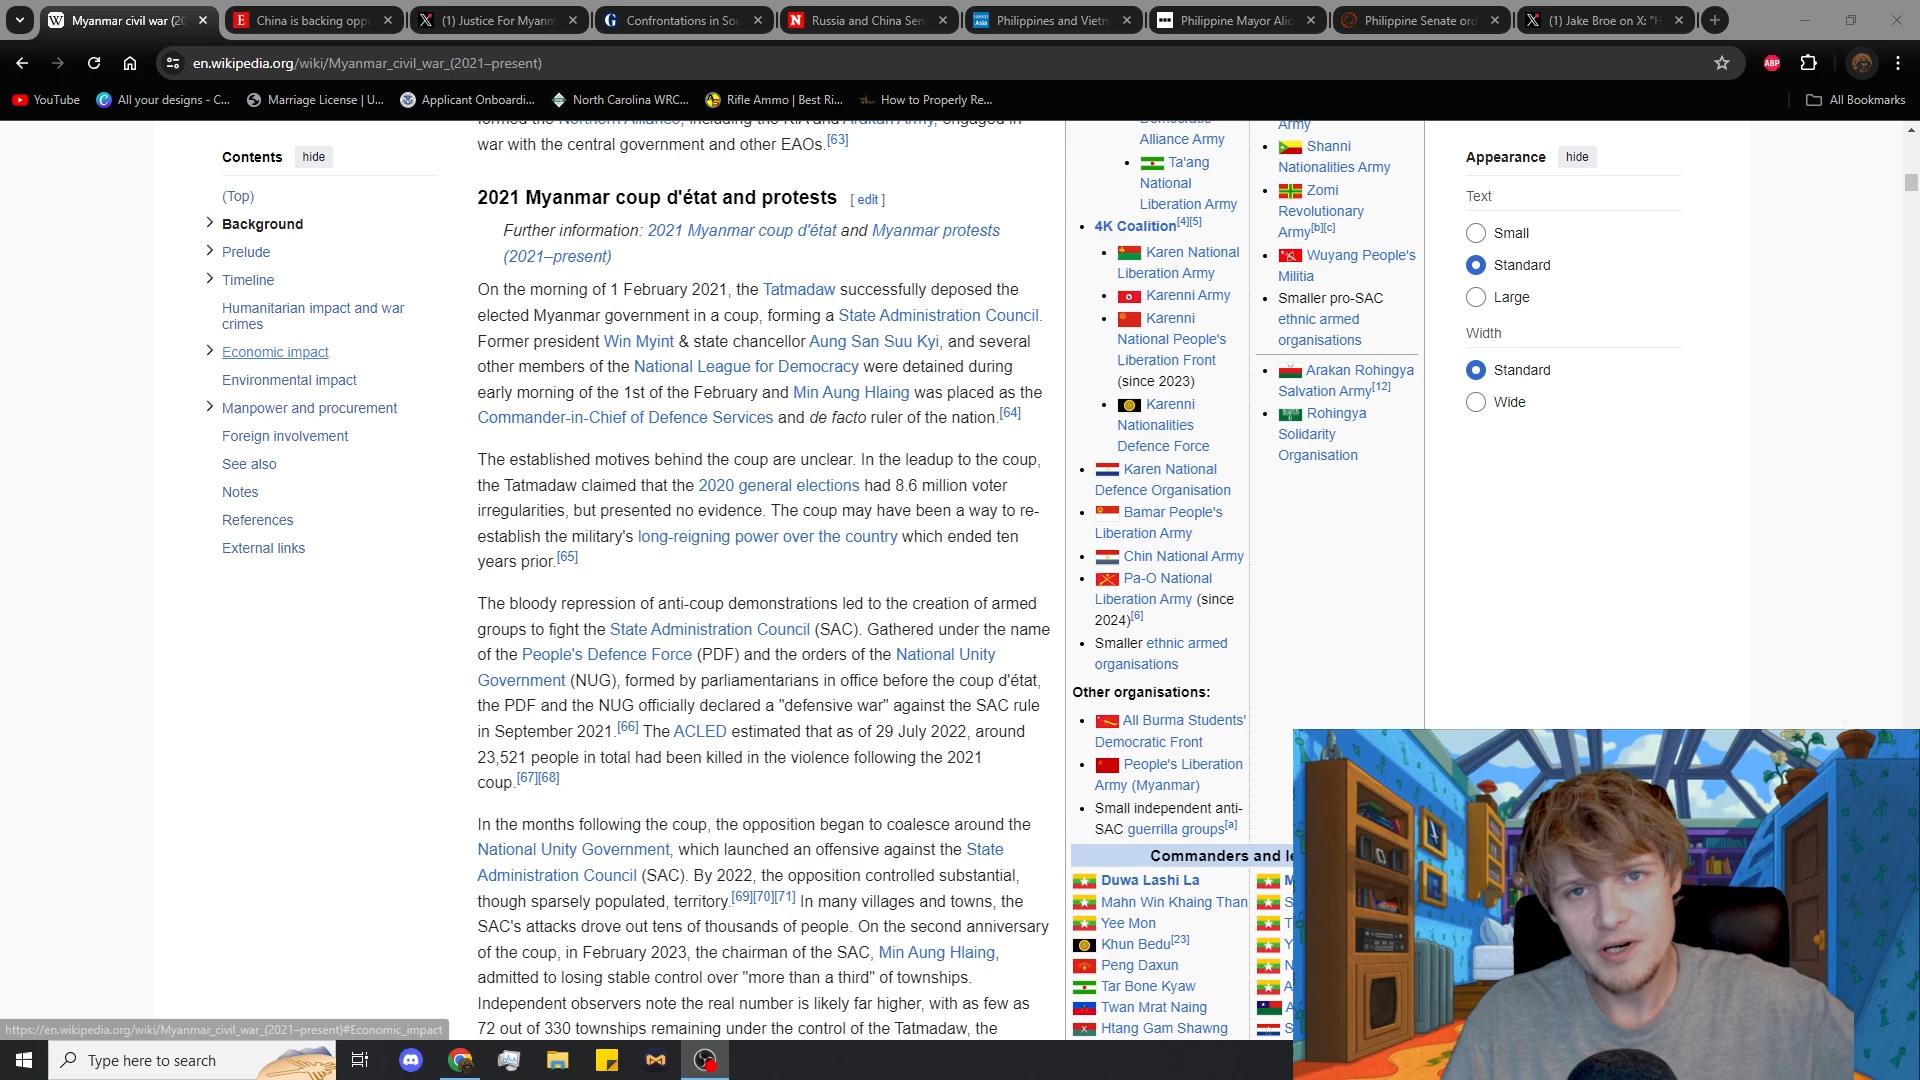 Myanmar civil war (20
China is backing oppo
(1) Justice For Myanm
Confrontations in Sou
Russia and China Sen
Philippines and Vietn
Philippine Mayor Alic
Philippine Senate ord
(1) Jake Broe on X: "H
en.wikipedia.org/wiki/Myanmar_civil_war_(2021–present)
ABP
YouTube
All your designs - C...
Marriage License | U...
Applicant Onboardi...
North Carolina WRC...
Rifle Ammo | Best Ri...
How to Properly Re...
All Bookmarks
Contents hide
(Top)
Background
Prelude
Timeline
Humanitarian impact and war
crimes
Economic impact
Environmental impact
Manpower and procurement
Foreign involvement
See also
Notes
References
External links
formed the Northern Alliance, including the KIA and Arakan Army, engaged in
war with the central government and other EAOs.[63]
2021 Myanmar coup d'état and protests [ edit ]
Further information: 2021 Myanmar coup d'état and Myanmar protests
(2021–present)
On the morning of 1 February 2021, the Tatmadaw successfully deposed the
elected Myanmar government in a coup, forming a State Administration Council.
Former president Win Myint & state chancellor Aung San Suu Kyi, and several
other members of the National League for Democracy were detained during
early morning of the 1st of the February and Min Aung Hlaing was placed as the
Commander-in-Chief of Defence Services and de facto ruler of the nation.[64]
The established motives behind the coup are unclear. In the leadup to the coup,
the Tatmadaw claimed that the 2020 general elections had 8.6 million voter
irregularities, but presented no evidence. The coup may have been a way to re-
establish the military's long-reigning power over the country which ended ten
years prior.[65]
The bloody repression of anti-coup demonstrations led to the creation of armed
groups to fight the State Administration Council (SAC). Gathered under the name
of the People's Defence Force (PDF) and the orders of the National Unity
Government (NUG), formed by parliamentarians in office before the coup d'état,
the PDF and the NUG officially declared a "defensive war" against the SAC rule
in September 2021.[66] The ACLED estimated that as of 29 July 2022, around
23,521 people in total had been killed in the violence following the 2021
coup.[67][68]
In the months following the coup, the opposition began to coalesce around the
National Unity Government, which launched an offensive against the State
Administration Council (SAC). By 2022, the opposition controlled substantial,
though sparsely populated, territory.[69][70][71] In many villages and towns, the
SAC's attacks drove out tens of thousands of people. On the second anniversary
of the coup, in February 2023, the chairman of the SAC, Min Aung Hlaing,
admitted to losing stable control over "more than a third" of townships.
Independent observers note the real number is likely far higher, with as few as
72 out of 330 townships remaining under the control of the Tatmadaw, the
Democratic
Alliance Army
Ta'ang
National
Liberation Army
4K Coalition[4][5]
Karen National
Liberation Army
Karenni Army
Karenni
National People's
Liberation Front
(since 2023)
Karenni
Nationalities
Defence Force
Karen National
Defence Organisation
Bamar People's
Liberation Army
Chin National Army
Pa-O National
Liberation Army (since
2024)[6]
Smaller ethnic armed
organisations
Other organisations:
All Burma Students'
Democratic Front
People's Liberation
Army (Myanmar)
Small independent anti-
SAC guerrilla groups[a]
Army
Shanni
Nationalities Army
Zomi
Revolutionary
Army[b][c]
Wuyang People's
Militia
Smaller pro-SAC
ethnic armed
organisations
Arakan Rohingya
Salvation Army[12]
Rohingya
Solidarity
Organisation
Commanders and le
Duwa Lashi La
Mahn Win Khaing Than
Yee Mon
Khun Bedu[23]
Peng Daxun
Tar Bone Kyaw
Twan Mrat Naing
Htang Gam Shawng
M
S
T
Y
N
A
A
S
Appearance hide
Text
Small
Standard
Large
Width
Standard
Wide
https://en.wikipedia.org/wiki/Myanmar_civil_war_(2021–present)#Economic_impact
Type here to search